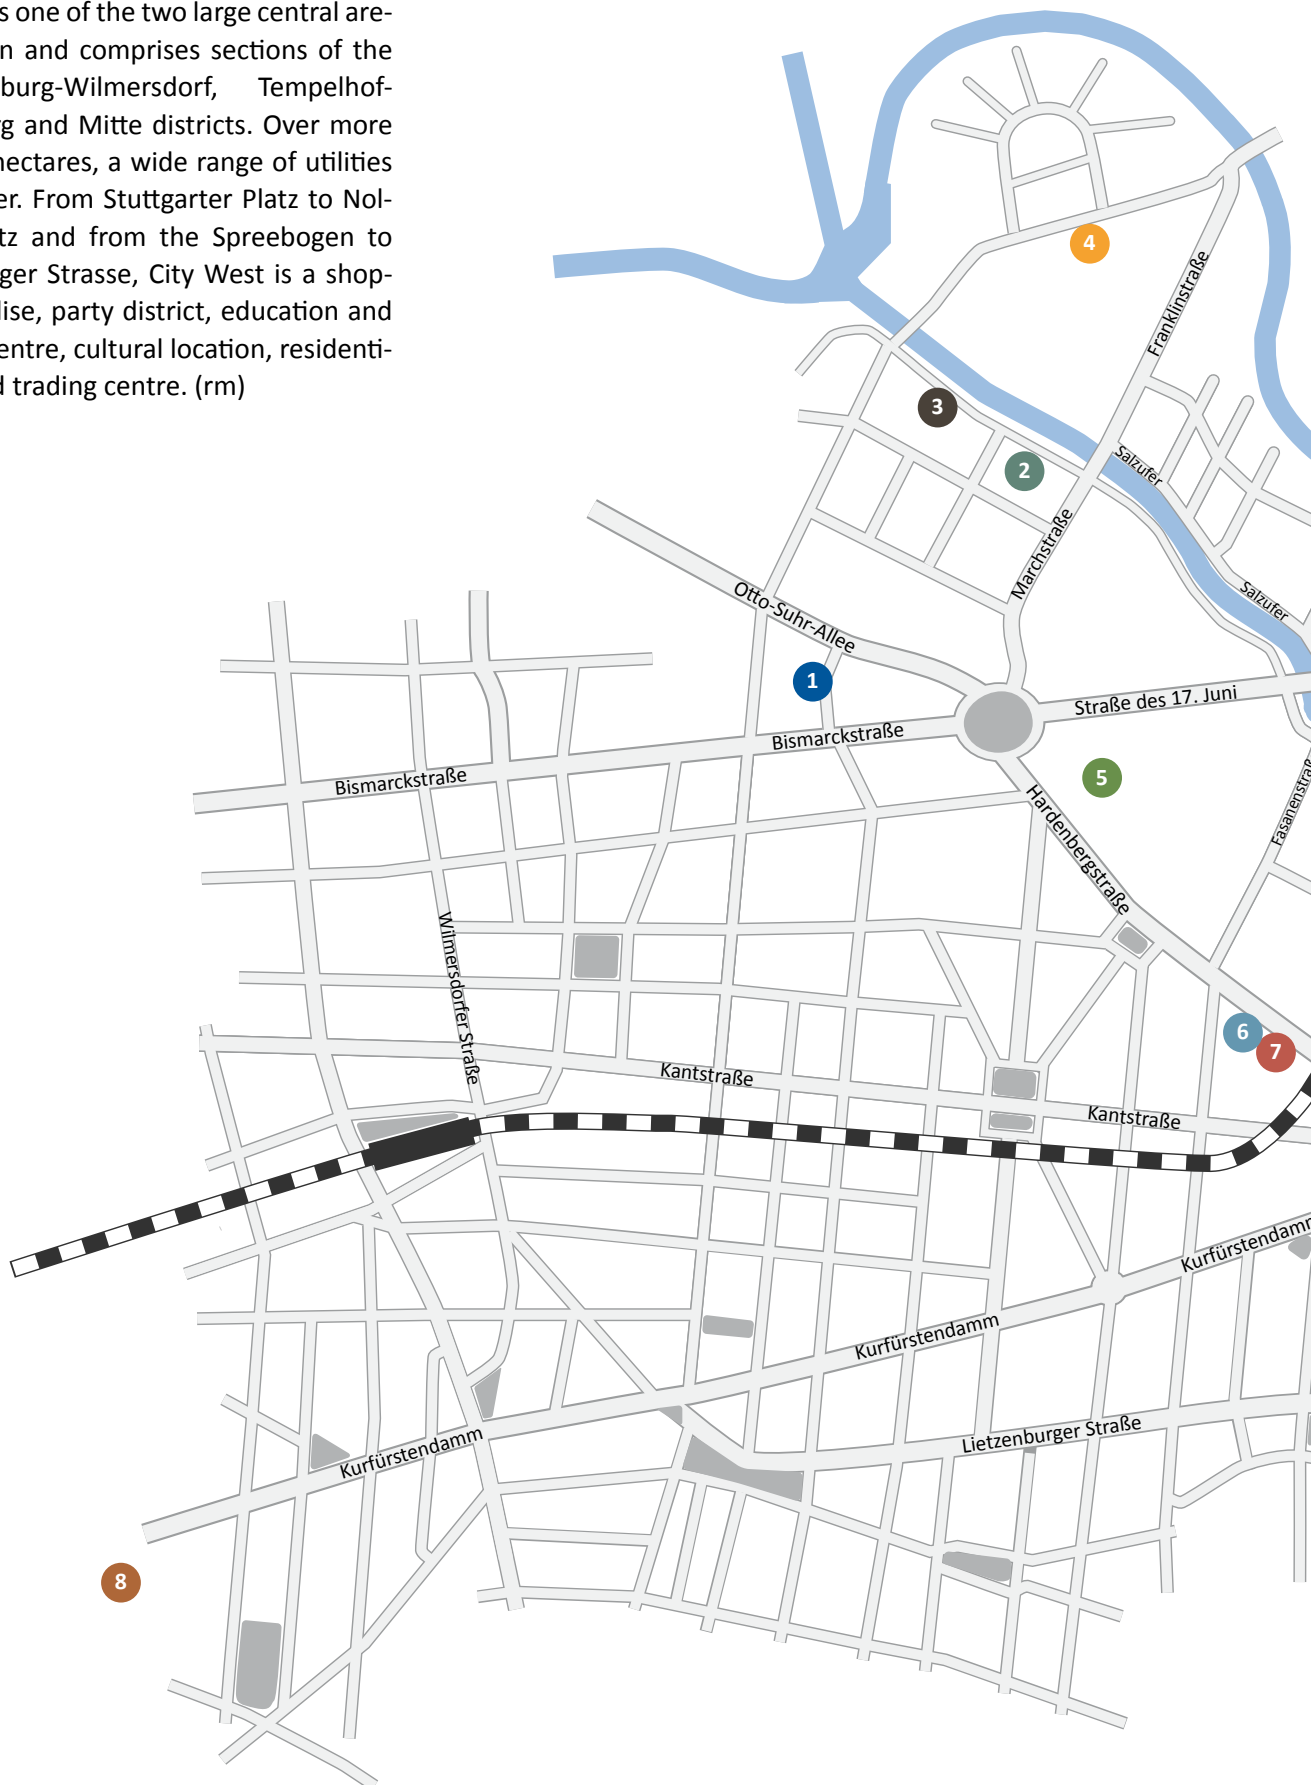 s one of the two large central are-
n and comprises sections of the
burg-Wilmersdorf, Tempelhof-
rg and Mitte districts. Over more
hectares, a wide range of utilities
er. From Stuttgarter Platz to Nol-
tz and from the Spreebogen to
ger Strasse, City West is a shop-
lise, party district, education and
entre, cultural location, residenti-
d trading centre. (rm)
4
Franklinstraße
3
2
Salzufer
Marchstraße
Otto-Suhr-Allee
Salzufer
1
Straße des 17. Juni
Bismarckstraße
Bismarckstraße
5
Hardenbergstraße
Fasanenstraß
Wilmersdorfer Straße
6
7
Kantstraße
Kantstraße
Kurfürstendamm
Kurfürstendamm
Lietzenburger Straße
Kurfürstendamm
8